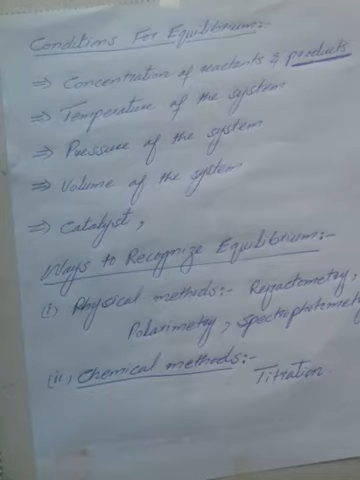 Conditions For Equilibrium:-
⇒ Concentration of reactants & products
⇒ Temperature of the system
⇒ Pressure of the system
⇒ Volume of the system
⇒ Catalyst,
Ways to Recognize Equilibrium:-
(i) Physical methods:- Refractometry,
Polarimetry, Spectrophotomet
(ii) Chemical methods:-
Titration.